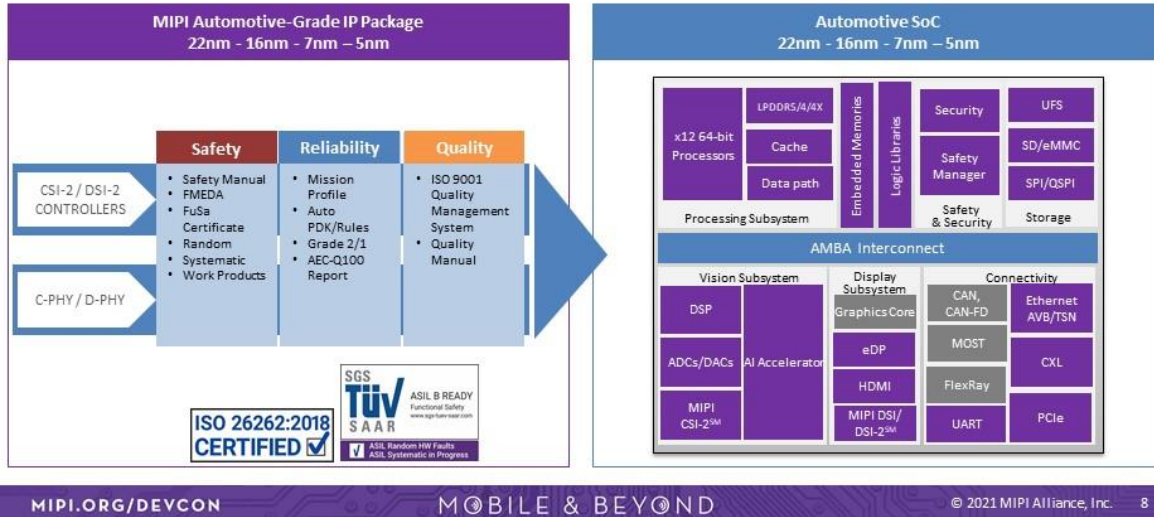 MIPI Automotive-Grade IP Package
22nm - 16nm - 7nm – 5nm
CSI-2 / DSI-2
CONTROLLERS
C-PHY / D-PHY
Safety
• Safety Manual
• FMEDA
• FuSa
Certificate
• Random
• Systematic
• Work Products
Reliability
• Mission
Profile
• Auto
PDK/Rules
• Grade 2/1
• AEC-Q100
Report
Quality
• ISO 9001
Quality
Management
System
• Quality
Manual
ISO 26262:2018
CERTIFIED
SGS
TÜV
SAAR
ASIL B READY
Functional Safety
www.sgs-tuev-saar.com
ASIL Random HW Faults
ASIL Systematic in Progress
Automotive SoC
22nm - 16nm - 7nm – 5nm
x12 64-bit
Processors
LPDDR5/4/4X
Cache
Data path
Processing Subsystem
Embedded Memories
Logic Libraries
Security
Safety
Manager
Safety
& Security
UFS
SD/eMMC
SPI/QSPI
Storage
AMBA Interconnect
Vision Subsystem
DSP
ADCs/DACs
MIPI
CSI-2℠
AI Accelerator
Display
Subsystem
Graphics Core
eDP
HDMI
MIPI DSI/
DSI-2℠
Connectivity
CAN,
CAN-FD
MOST
FlexRay
UART
Ethernet
AVB/TSN
CXL
PCIe
MIPI.ORG/DEVCON
MOBILE & BEYOND
© 2021 MIPI Alliance, Inc. 8